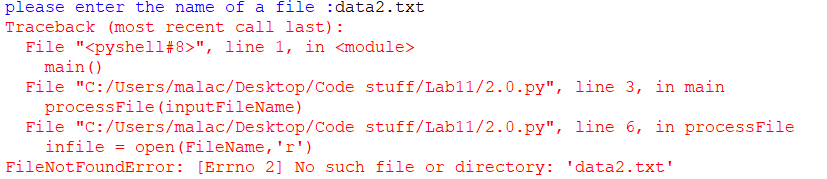 please enter the name of a file :data2.txt
Traceback (most recent call last):
  File "<pyshell#8>", line 1, in <module>
    main()
  File "C:/Users/malac/Desktop/Code stuff/Lab11/2.0.py", line 3, in main
    processFile(inputFileName)
  File "C:/Users/malac/Desktop/Code stuff/Lab11/2.0.py", line 6, in processFile
    infile = open(FileName,'r')
FileNotFoundError: [Errno 2] No such file or directory: 'data2.txt'